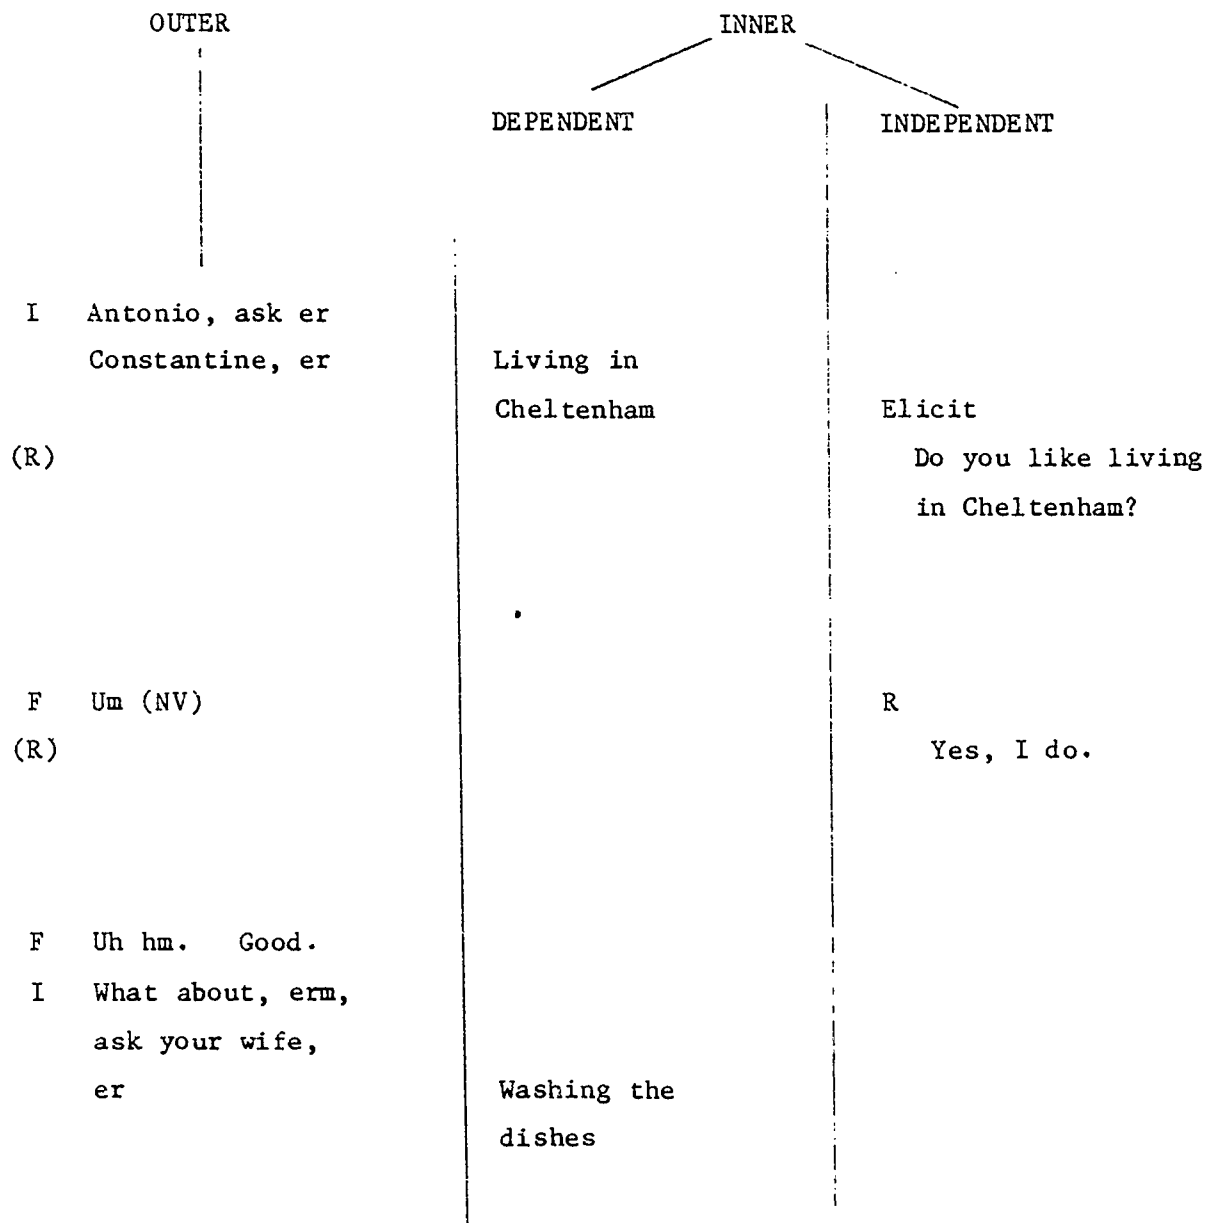 OUTER INNER
DEPENDENT INDEPENDENT
I Antonio, ask er
Constantine, er Living in
Cheltenham Elicit
(R) Do you like living
in Cheltenham?
F Um (NV) R
(R) Yes, I do.
F Uh hm. Good.
I What about, erm,
ask your wife,
er Washing the
dishes